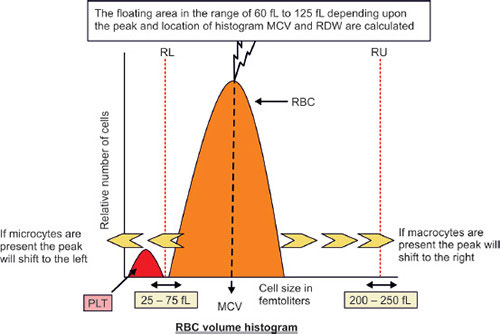 The floating area in the range of 60 fL to 125 fL depending upon
the peak and location of histogram MCV and RDW are calculated
RL
RU
RBC
Relative number of cells
If microcytes are
present the peak
will shift to the left
If macrocytes are
present the peak will
shift to the right
PLT
25 – 75 fL
MCV
Cell size in
femtoliters
200 – 250 fL
RBC volume histogram